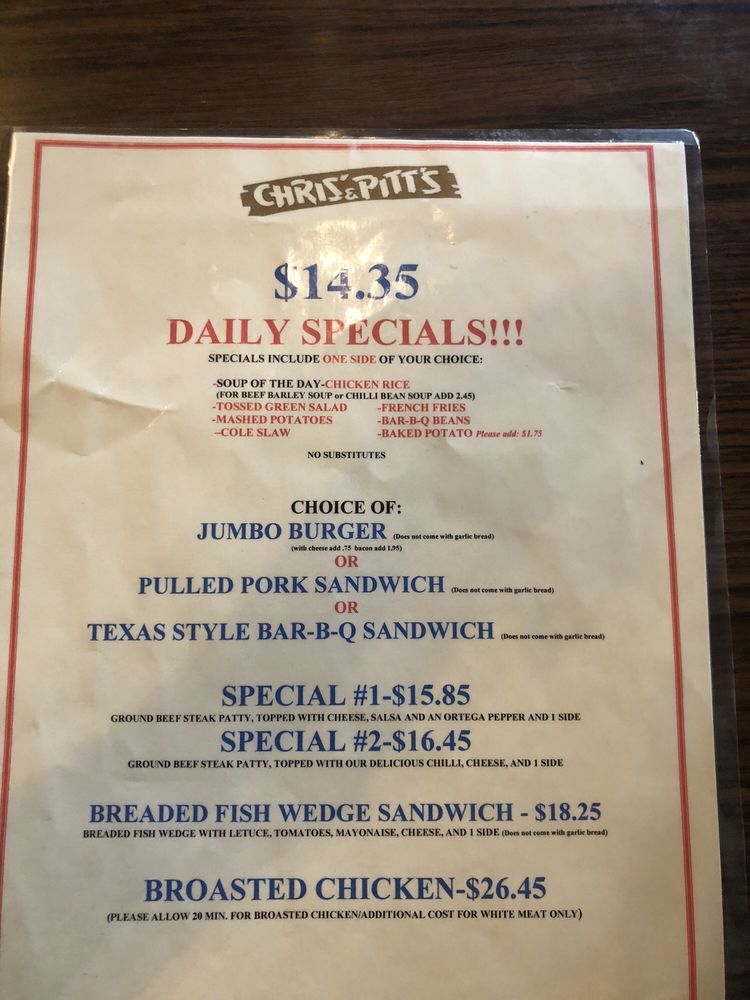 CHRIS' & PITT'S
$14.35
DAILY SPECIALS!!!
SPECIALS INCLUDE ONE SIDE OF YOUR CHOICE:
-SOUP OF THE DAY-CHICKEN RICE
(FOR BEEF BARLEY SOUP or CHILLI BEAN SOUP ADD 2.45)
-TOSSED GREEN SALAD -FRENCH FRIES
-MASHED POTATOES -BAR-B-Q BEANS
–COLE SLAW -BAKED POTATO Please add: $1.75
NO SUBSTITUTES
CHOICE OF:
JUMBO BURGER (Does not come with garlic bread)
(with cheese add .75 bacon add 1.95)
OR
PULLED PORK SANDWICH (Does not come with garlic bread)
OR
TEXAS STYLE BAR-B-Q SANDWICH (Does not come with garlic bread)
SPECIAL #1-$15.85
GROUND BEEF STEAK PATTY, TOPPED WITH CHEESE, SALSA AND AN ORTEGA PEPPER AND 1 SIDE
SPECIAL #2-$16.45
GROUND BEEF STEAK PATTY, TOPPED WITH OUR DELICIOUS CHILLI, CHEESE, AND 1 SIDE
BREADED FISH WEDGE SANDWICH - $18.25
BREADED FISH WEDGE WITH LETUCE, TOMATOES, MAYONAISE, CHEESE, AND 1 SIDE (Does not come with garlic bread)
BROASTED CHICKEN-$26.45
(PLEASE ALLOW 20 MIN. FOR BROASTED CHICKEN/ADDITIONAL COST FOR WHITE MEAT ONLY)